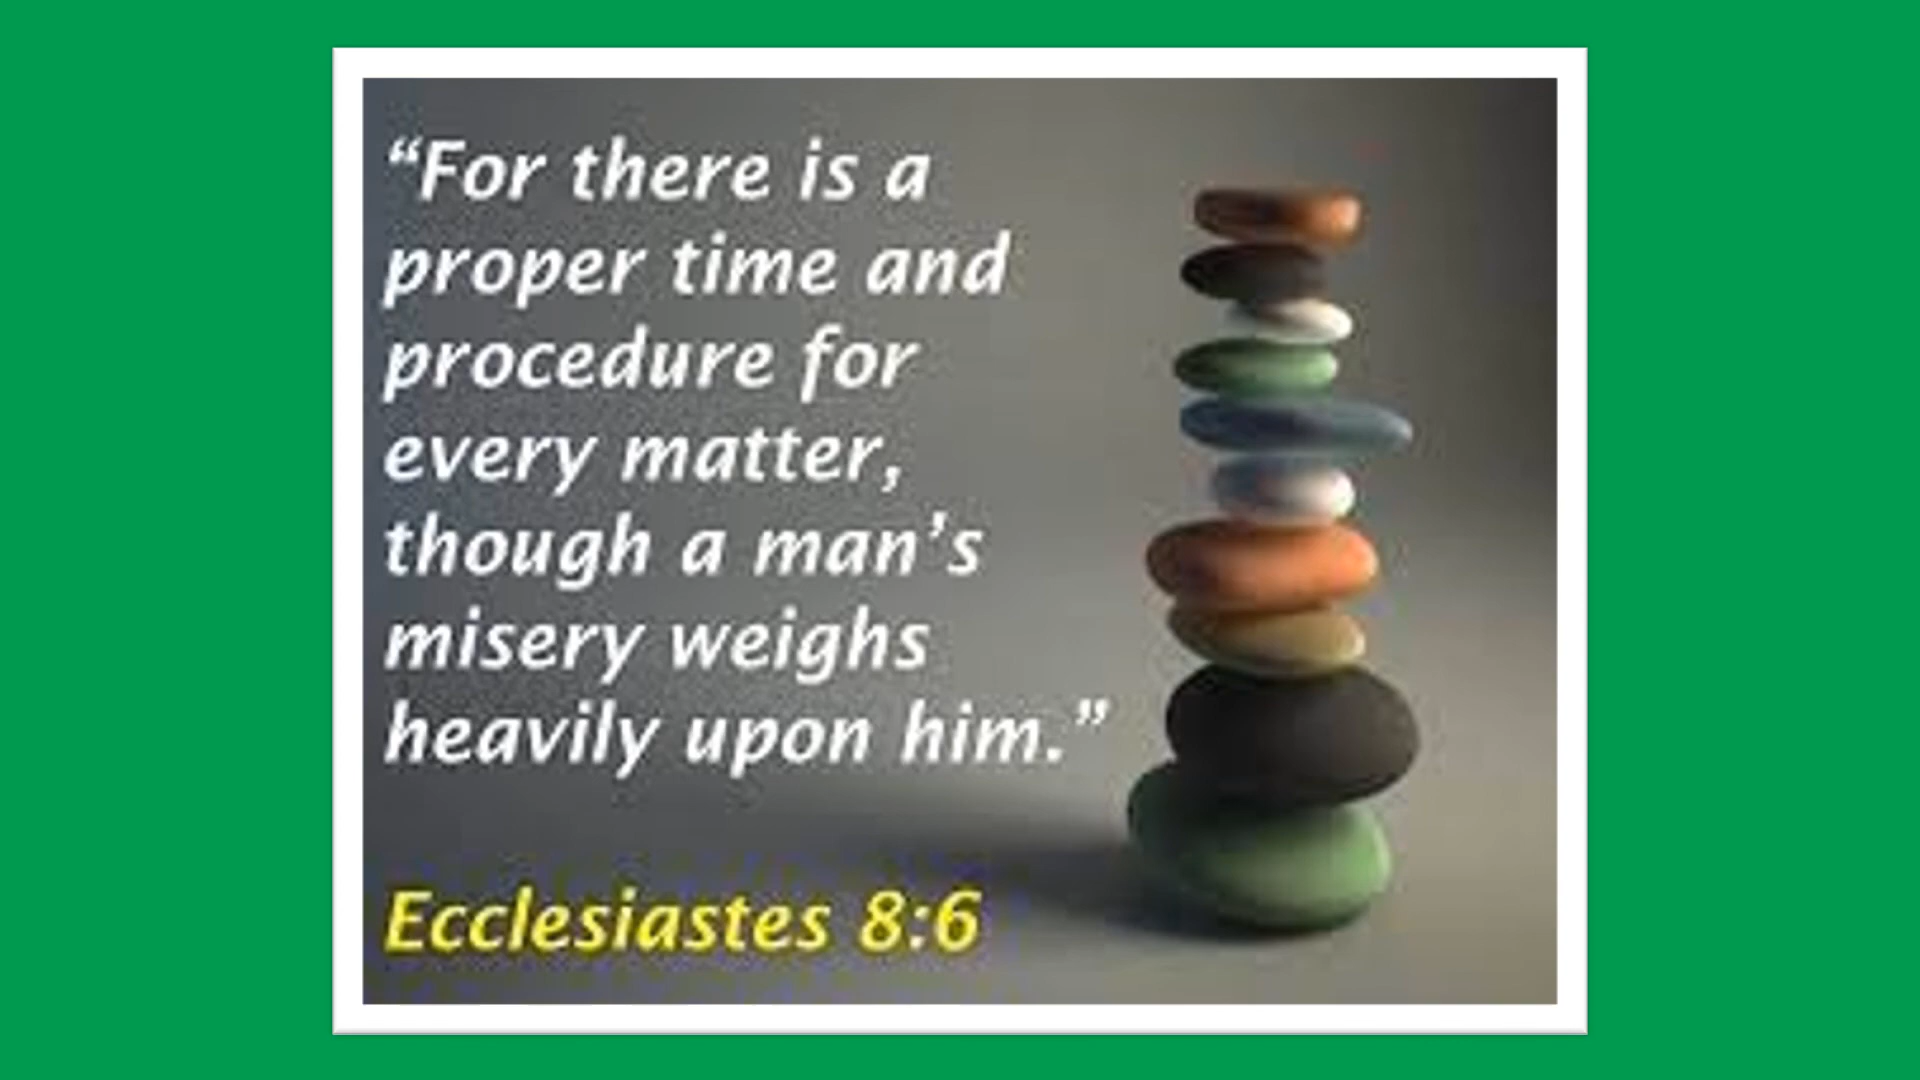 “For there is a
proper time and
procedure for
every matter,
though a man’s
misery weighs
heavily upon him.”
Ecclesiastes 8:6